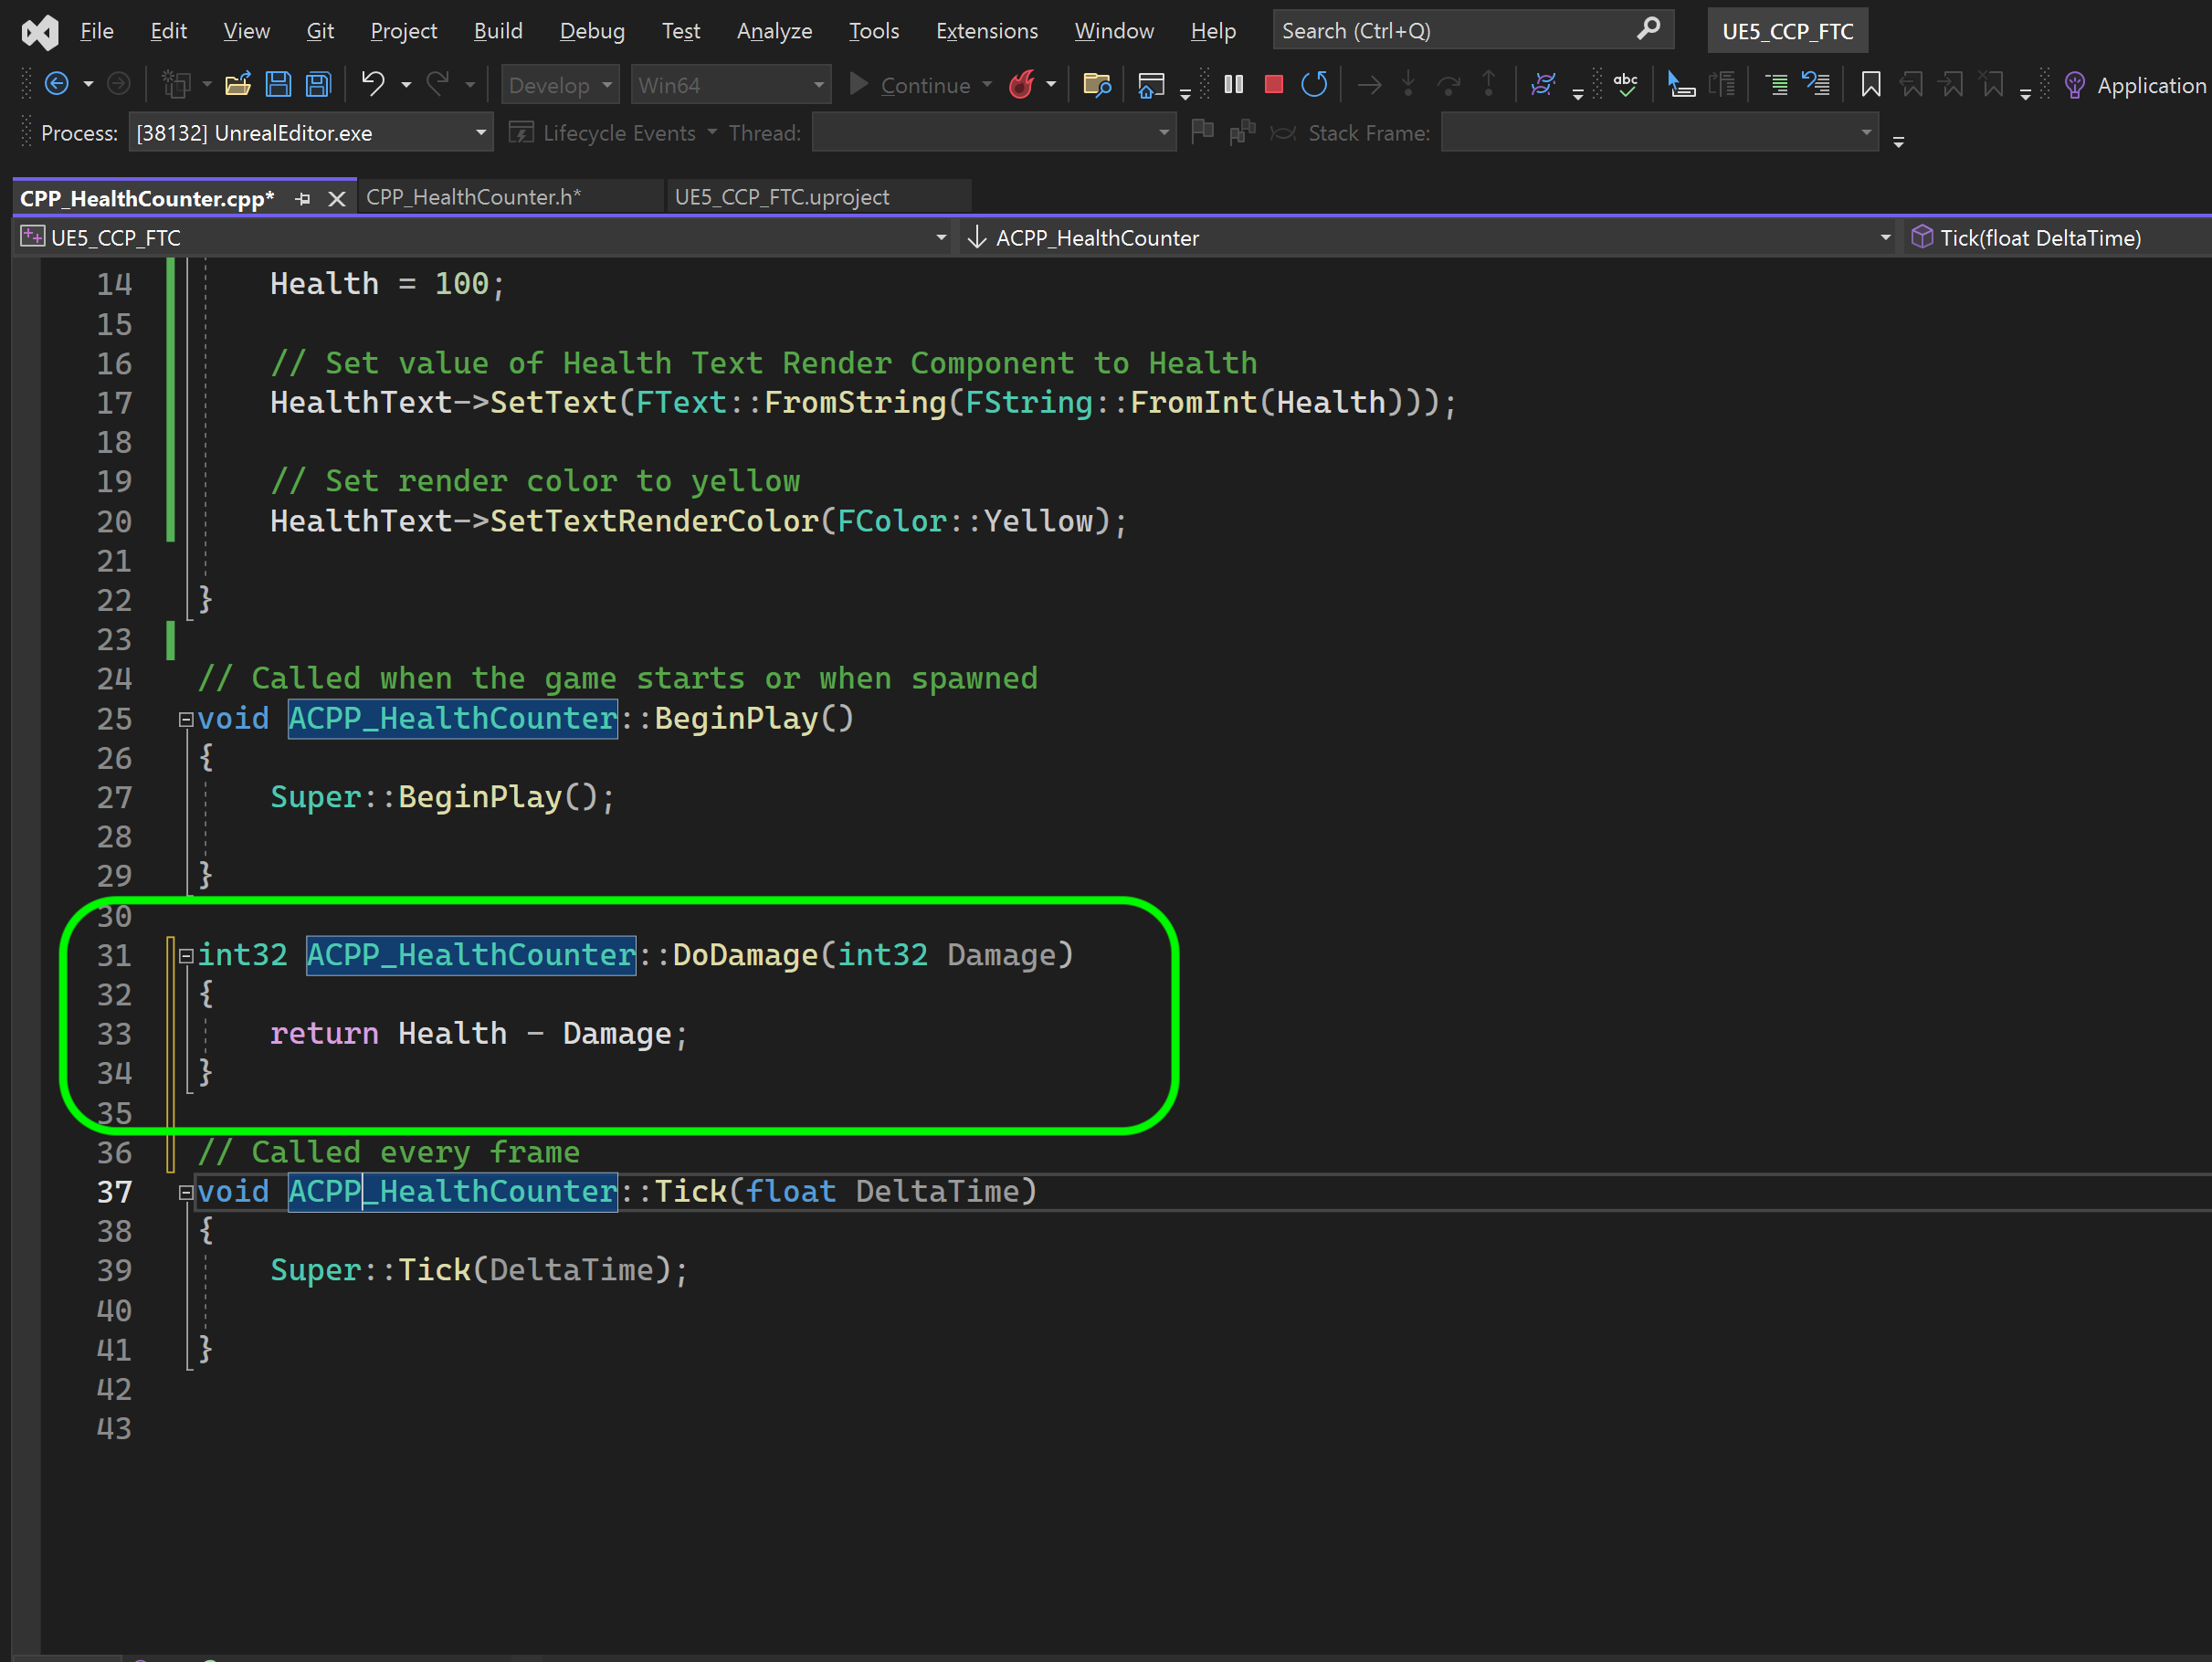 File Edit View Git Project Build Debug Test Analyze Tools Extensions Window Help Search (Ctrl+Q) UE5_CCP_FTC
Develop Win64 Continue abc Application
Process: [38132] UnrealEditor.exe Lifecycle Events Thread: Stack Frame:
CPP_HealthCounter.cpp* CPP_HealthCounter.h* UE5_CCP_FTC.uproject
UE5_CCP_FTC ACPP_HealthCounter Tick(float DeltaTime)
14 Health = 100;
15
16 // Set value of Health Text Render Component to Health
17 HealthText->SetText(FText::FromString(FString::FromInt(Health)));
18
19 // Set render color to yellow
20 HealthText->SetTextRenderColor(FColor::Yellow);
21
22 }
23
24 // Called when the game starts or when spawned
25 void ACPP_HealthCounter::BeginPlay()
26 {
27 Super::BeginPlay();
28
29 }
30
31 int32 ACPP_HealthCounter::DoDamage(int32 Damage)
32 {
33 return Health - Damage;
34 }
35
36 // Called every frame
37 void ACPP_HealthCounter::Tick(float DeltaTime)
38 {
39 Super::Tick(DeltaTime);
40
41 }
42
43